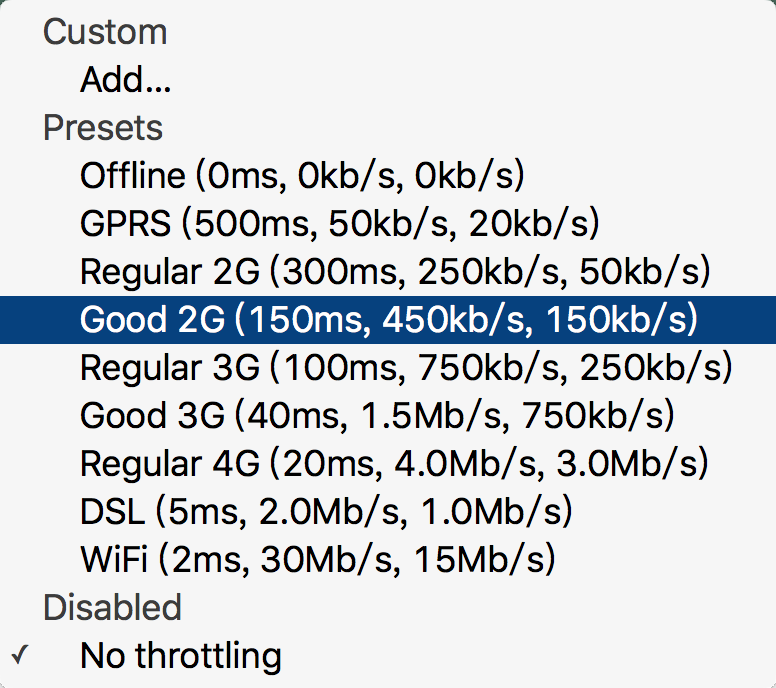 Custom
Add...
Presets
Offline (0ms, 0kb/s, 0kb/s)
GPRS (500ms, 50kb/s, 20kb/s)
Regular 2G (300ms, 250kb/s, 50kb/s)
Good 2G (150ms, 450kb/s, 150kb/s)
Regular 3G (100ms, 750kb/s, 250kb/s)
Good 3G (40ms, 1.5Mb/s, 750kb/s)
Regular 4G (20ms, 4.0Mb/s, 3.0Mb/s)
DSL (5ms, 2.0Mb/s, 1.0Mb/s)
WiFi (2ms, 30Mb/s, 15Mb/s)
Disabled
✓ No throttling